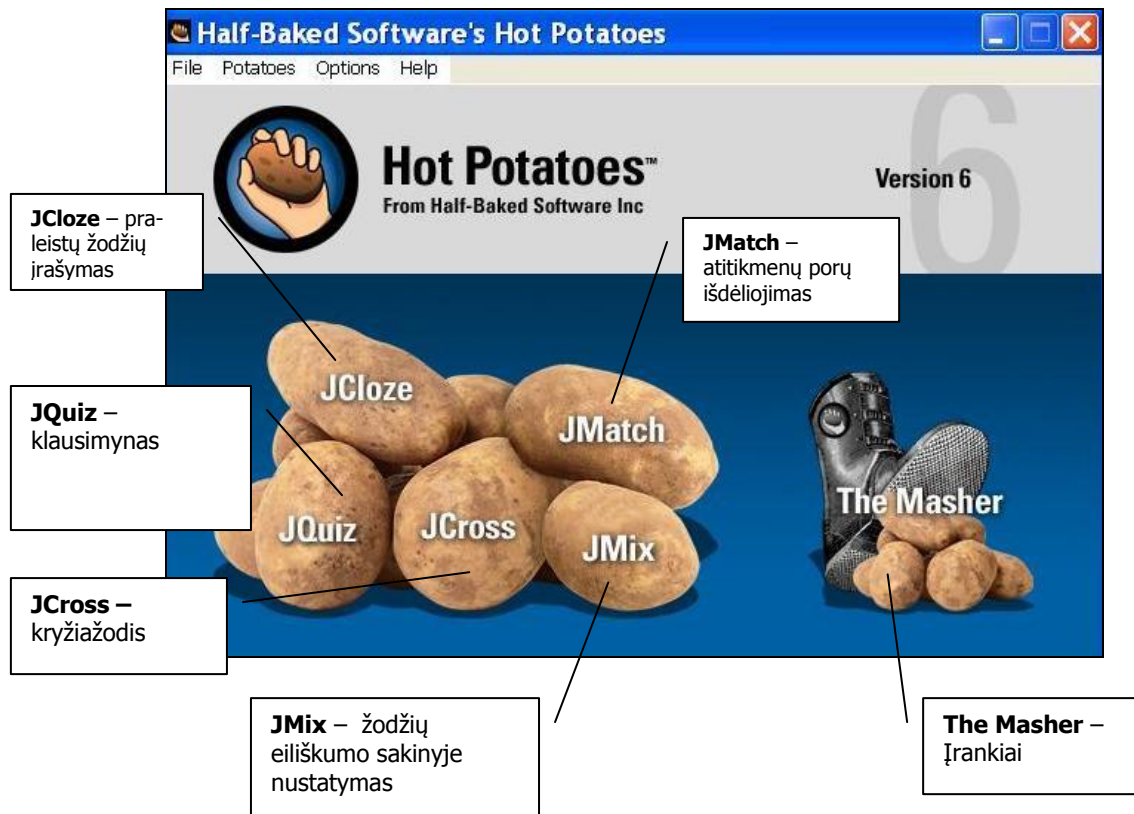 Half-Baked Software's Hot Potatoes
File Potatoes Options Help
Hot Potatoes™
From Half-Baked Software Inc
Version 6
6
JCloze – pra-
leistų žodžių
įrašymas
JMatch –
atitikmenų porų
išdėliojimas
JCloze
JMatch
JQuiz –
klausimynas
JQuiz
JCross
JMix
The Masher
JCross –
kryžiažodis
JMix – žodžių
eiliškumo sakinyje
nustatymas
The Masher –
Įrankiai